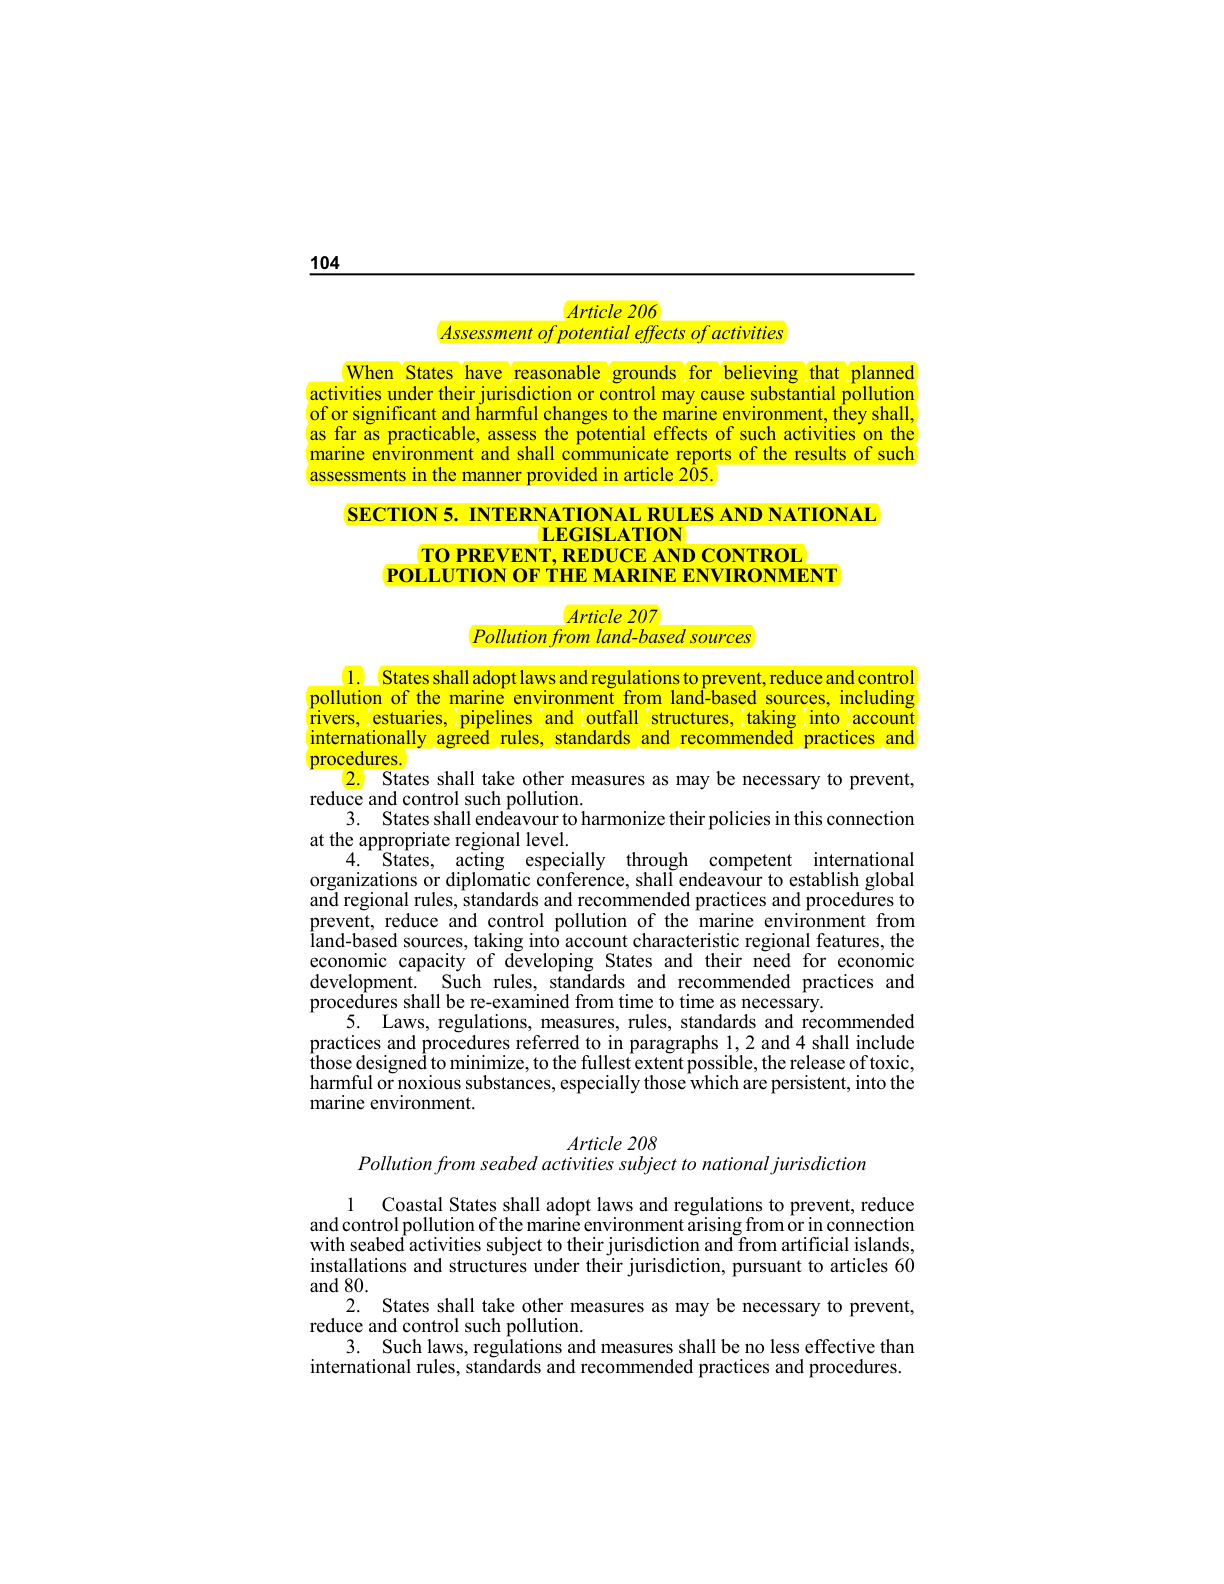 104
Article 206
Assessment of potential effects of activities
When States have reasonable grounds for believing that planned
activities under their jurisdiction or control may cause substantial pollution
of or significant and harmful changes to the marine environment, they shall,
as far as practicable, assess the potential effects of such activities on the
marine environment and shall communicate reports of the results of such
assessments in the manner provided in article 205.
SECTION 5. INTERNATIONAL RULES AND NATIONAL
LEGISLATION
TO PREVENT, REDUCE AND CONTROL
POLLUTION OF THE MARINE ENVIRONMENT
Article 207
Pollution from land-based sources
1. States shall adopt laws and regulations to prevent, reduce and control
pollution of the marine environment from land-based sources, including
rivers, estuaries, pipelines and outfall structures, taking into account
internationally agreed rules, standards and recommended practices and
procedures.
2. States shall take other measures as may be necessary to prevent,
reduce and control such pollution.
3. States shall endeavour to harmonize their policies in this connection
at the appropriate regional level.
4. States, acting especially through competent international
organizations or diplomatic conference, shall endeavour to establish global
and regional rules, standards and recommended practices and procedures to
prevent, reduce and control pollution of the marine environment from
land-based sources, taking into account characteristic regional features, the
economic capacity of developing States and their need for economic
development. Such rules, standards and recommended practices and
procedures shall be re-examined from time to time as necessary.
5. Laws, regulations, measures, rules, standards and recommended
practices and procedures referred to in paragraphs 1, 2 and 4 shall include
those designed to minimize, to the fullest extent possible, the release of toxic,
harmful or noxious substances, especially those which are persistent, into the
marine environment.
Article 208
Pollution from seabed activities subject to national jurisdiction
1 Coastal States shall adopt laws and regulations to prevent, reduce
and control pollution of the marine environment arising from or in connection
with seabed activities subject to their jurisdiction and from artificial islands,
installations and structures under their jurisdiction, pursuant to articles 60
and 80.
2. States shall take other measures as may be necessary to prevent,
reduce and control such pollution.
3. Such laws, regulations and measures shall be no less effective than
international rules, standards and recommended practices and procedures.